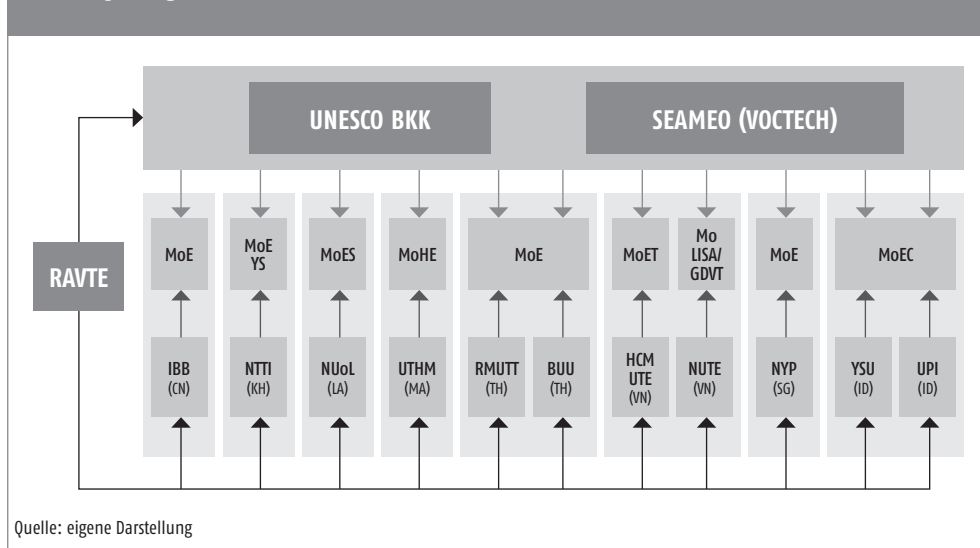 UNESCO BKK
SEAMEO (VOCTECH)
RAVTE
MoE
MoE
YS
MoES
MoHE
MoE
MoET
Mo
LISA/
GDVT
MoE
MoEC
IBB
(CN)
NTTI
(KH)
NUoL
(LA)
UTHM
(MA)
RMUTT
(TH)
BUU
(TH)
HCM
UTE
(VN)
NUTE
(VN)
NYP
(SG)
YSU
(ID)
UPI
(ID)
Quelle: eigene Darstellung